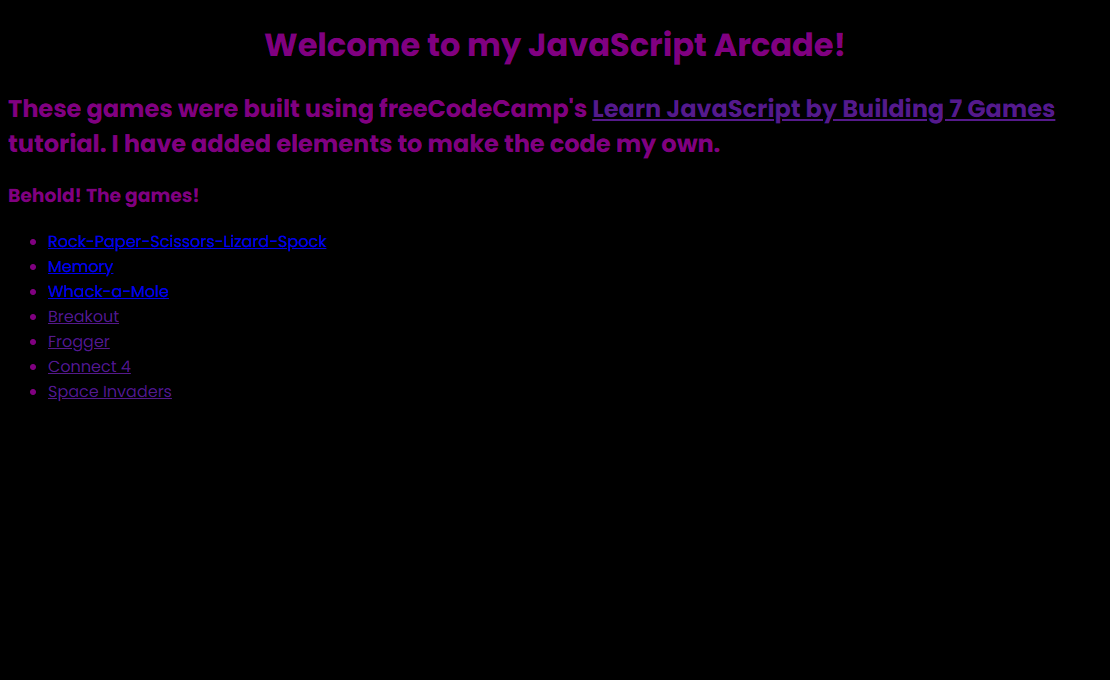 Welcome to my JavaScript Arcade!
These games were built using freeCodeCamp's Learn JavaScript by Building 7 Games
tutorial. I have added elements to make the code my own.
Behold! The games!
Rock-Paper-Scissors-Lizard-Spock
Memory
Whack-a-Mole
Breakout
Frogger
Connect 4
Space Invaders